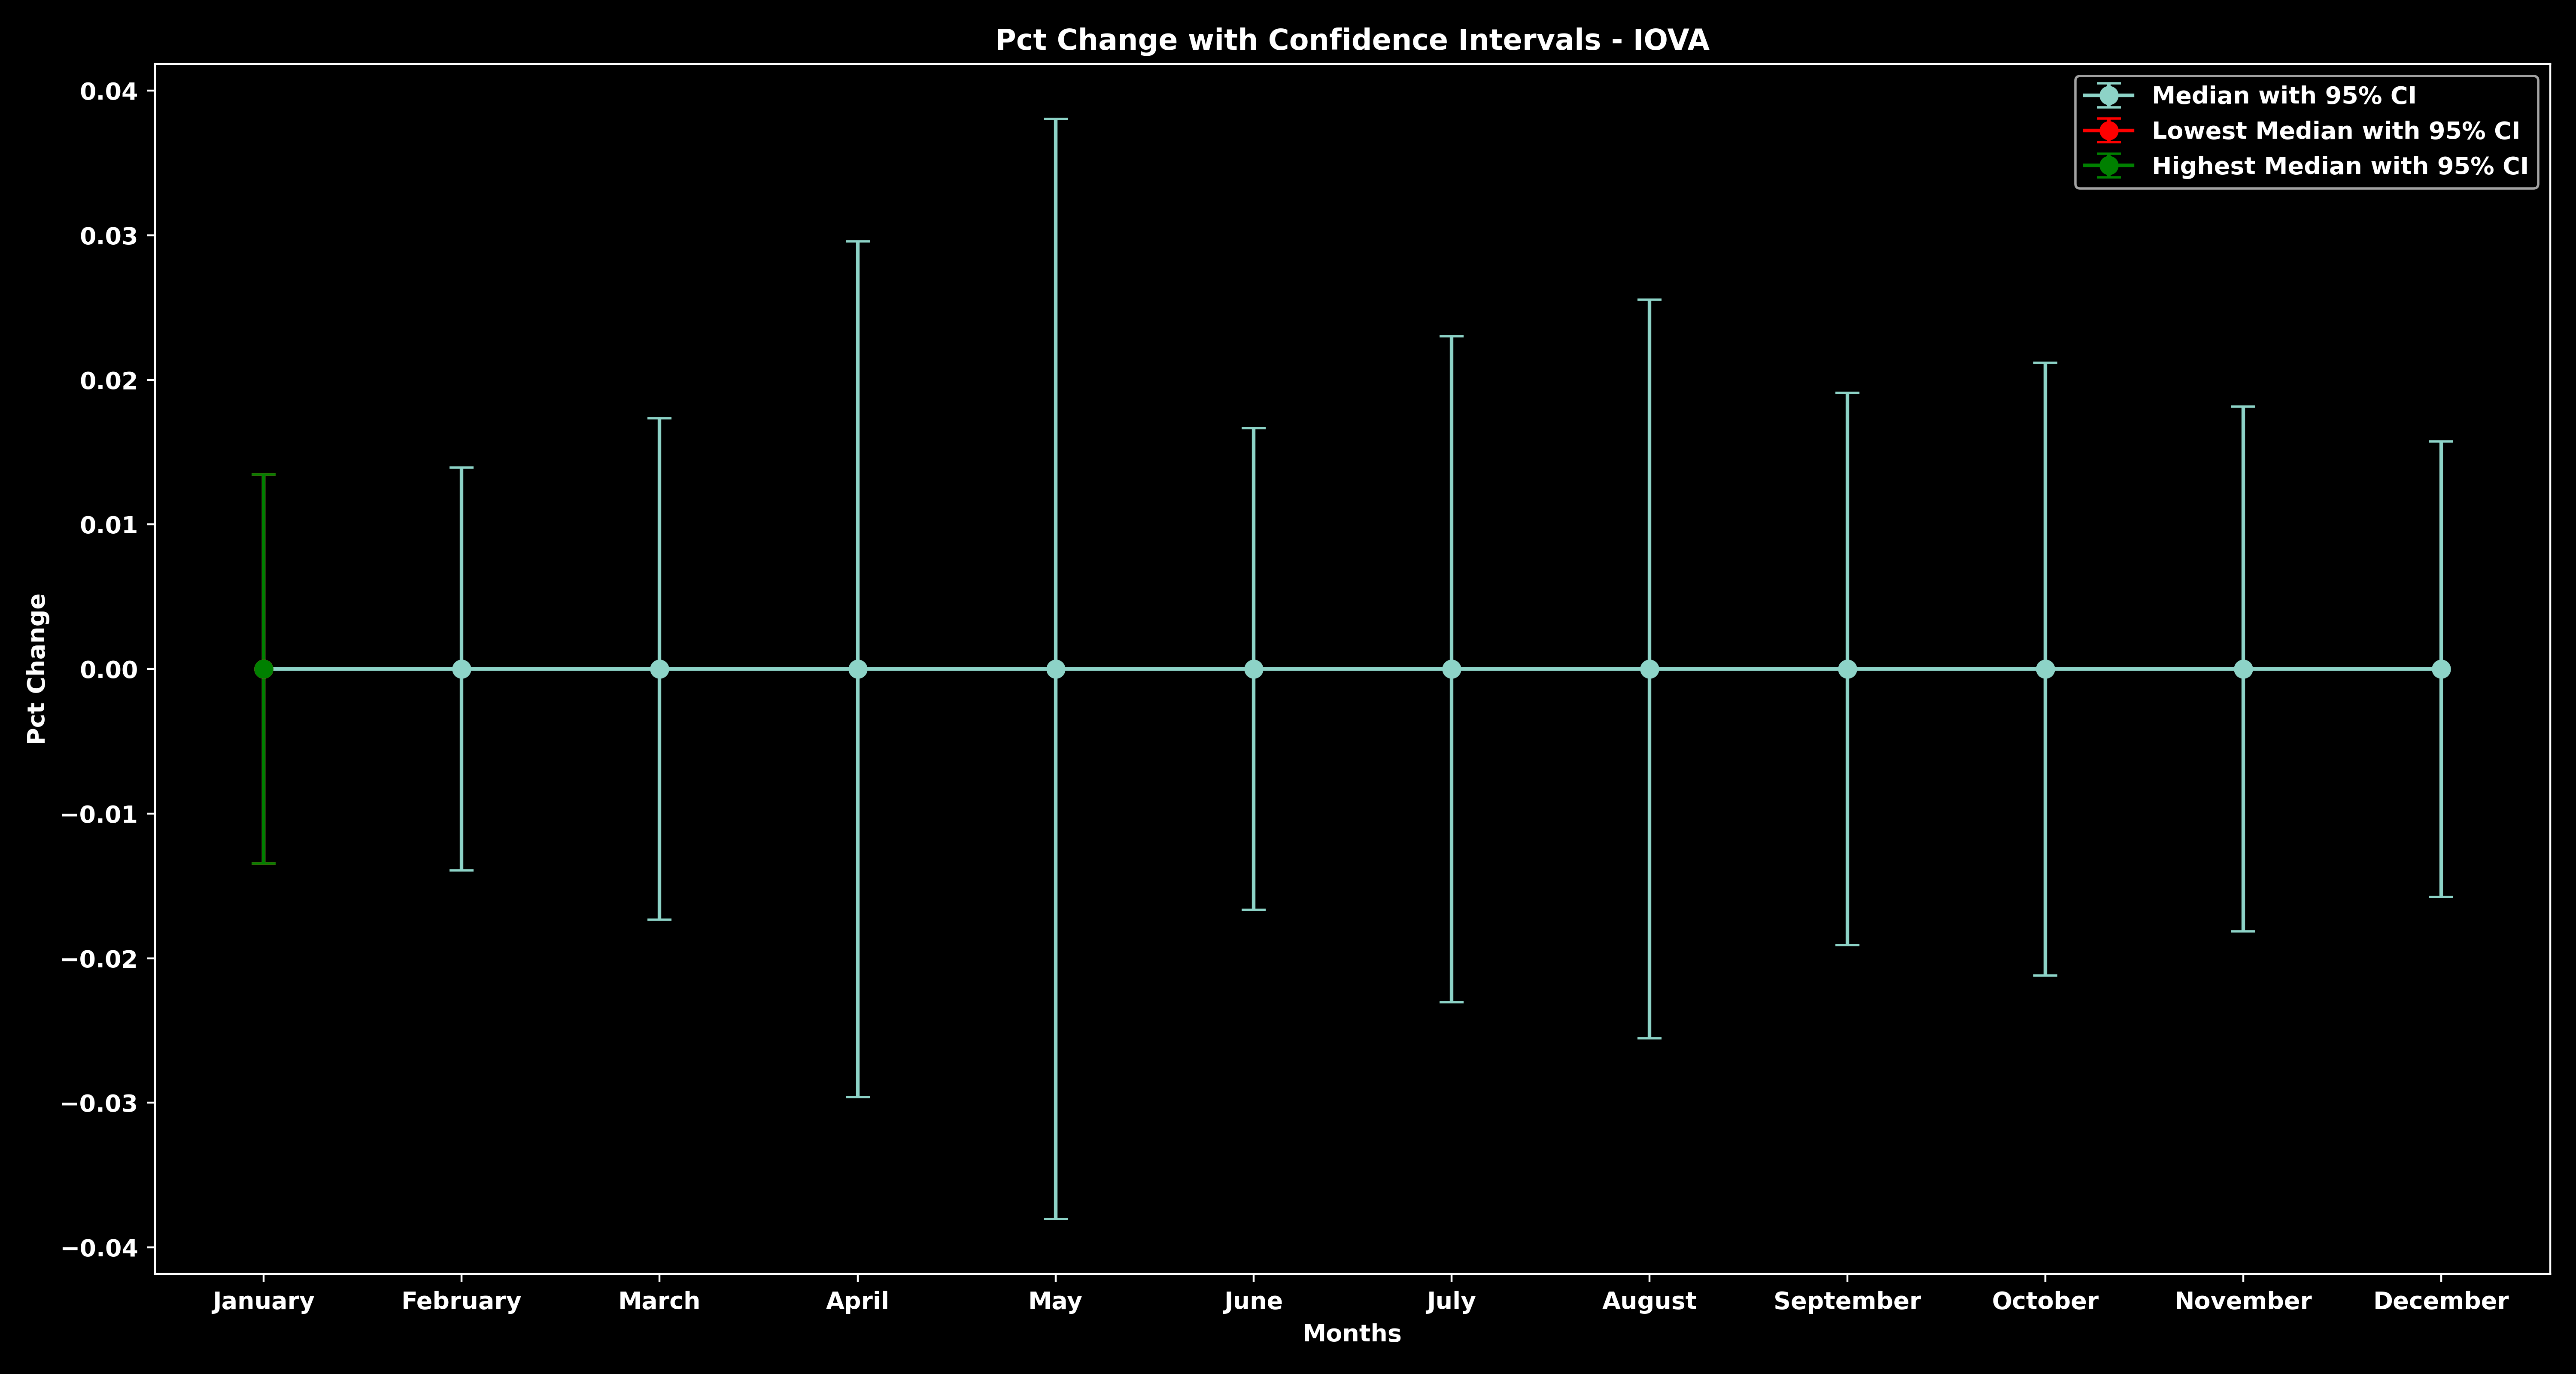 Pct Change with Confidence Intervals - IOVA
Median with 95% CI
Lowest Median with 95% CI
Highest Median with 95% CI
Pct Change
0.04
0.03
0.02
0.01
0.00
−0.01
−0.02
−0.03
−0.04
January February March April May June July August September October November December
Months